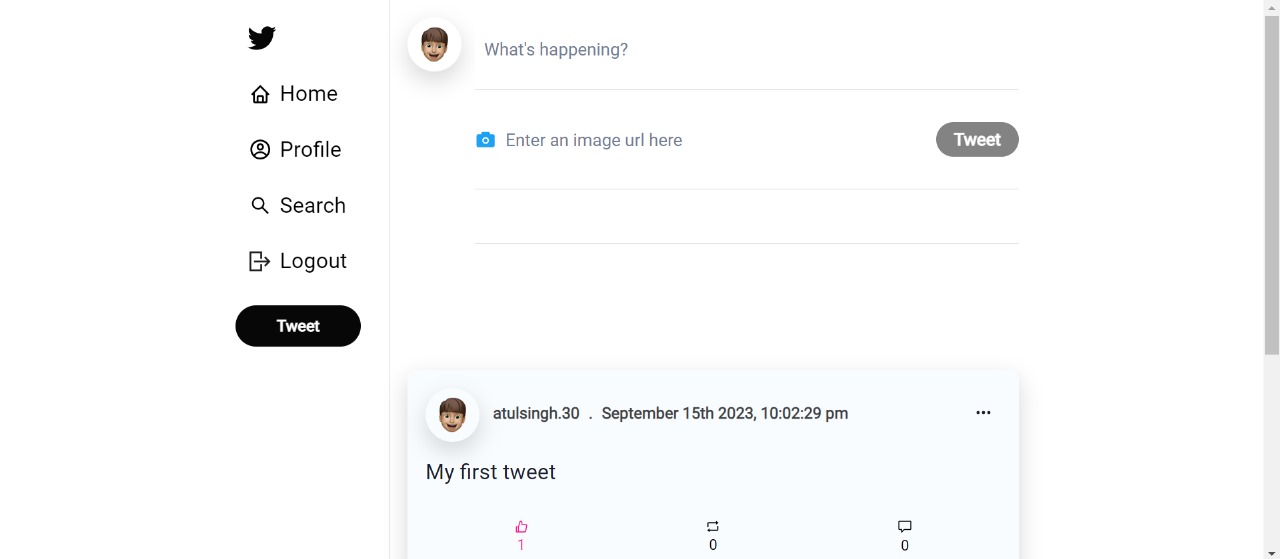 What's happening?
Home
Enter an image url here
Tweet
Profile
Search
Logout
Tweet
atulsingh.30 . September 15th 2023, 10:02:29 pm
My first tweet
1
0
0